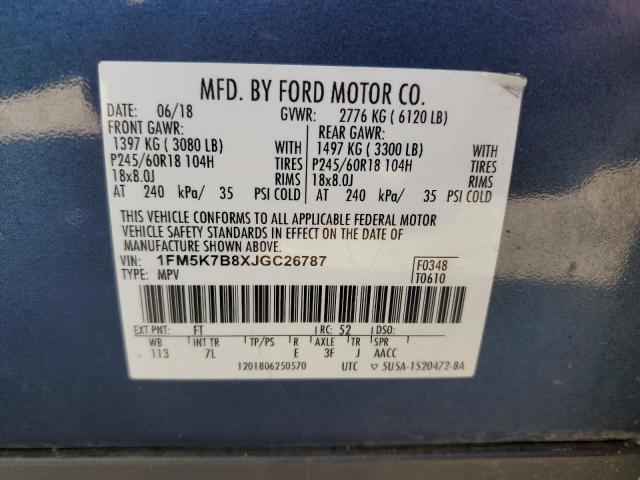 MFD. BY FORD MOTOR CO.
DATE: 06/18 GVWR: 2776 KG ( 6120 LB)
FRONT GAWR: REAR GAWR:
1397 KG ( 3080 LB) WITH 1497 KG ( 3300 LB) WITH
P245/60R18 104H TIRES P245/60R18 104H TIRES
18x8.0J RIMS 18x8.0J RIMS
AT 240 kPa/ 35 PSI COLD AT 240 kPa/ 35 PSI COLD
THIS VEHICLE CONFORMS TO ALL APPLICABLE FEDERAL MOTOR
VEHICLE SAFETY STANDARDS IN EFFECT ON THE DATE OF
MANUFACTURE SHOWN ABOVE.
VIN: 1FM5K7B8XJGC26787 F0348
TYPE: MPV T0610
EXT PNT: FT RC: 52 DSO:
WB INT TR TP/PS R AXLE TR SPR
113 7L E 3F J AACC
1201806250570 UTC ▽ 5USA-1520472-BA